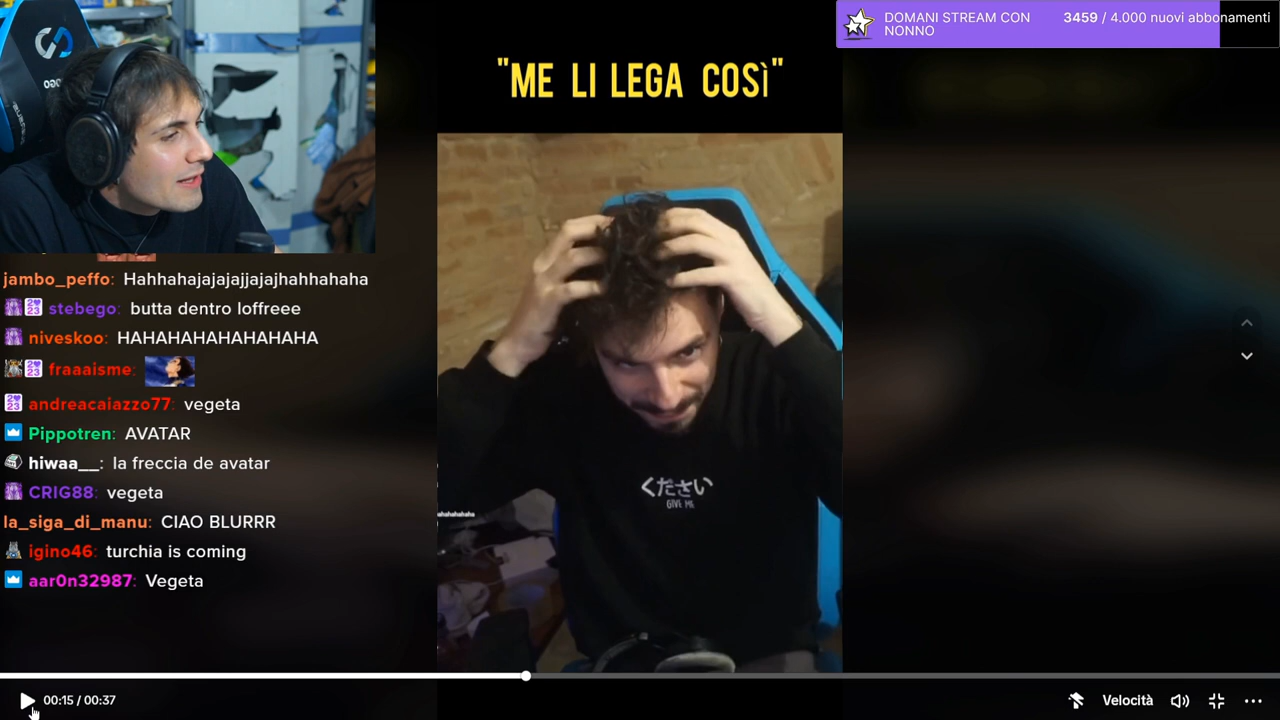 DOMANI STREAM CON
NONNO
3459 / 4.000 nuovi abbonamenti
"ME LI LEGA COSÌ"
jambo_peffo: Hahhahajajajajjajajhahhahaha
stebego: butta dentro loffreee
niveskoo: HAHAHAHAHAHAHAHA
fraaaisme:
andreacaiazzo77: vegeta
Pippotren: AVATAR
hiwaa__: la freccia de avatar
CRIG88: vegeta
la_siga_di_manu: CIAO BLURRR
igino46: turchia is coming
aar0n32987: Vegeta
ください
GIVE ME
00:15 / 00:37
Velocità